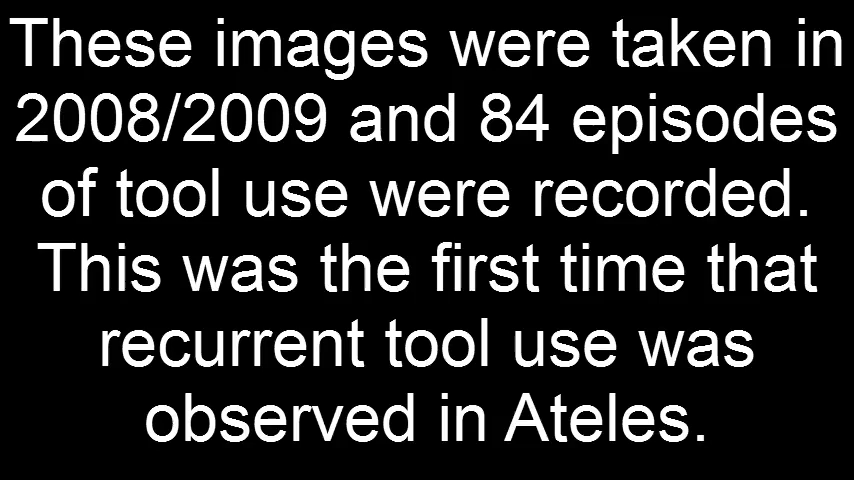 These images were taken in
2008/2009 and 84 episodes
of tool use were recorded.
This was the first time that
recurrent tool use was
observed in Ateles.